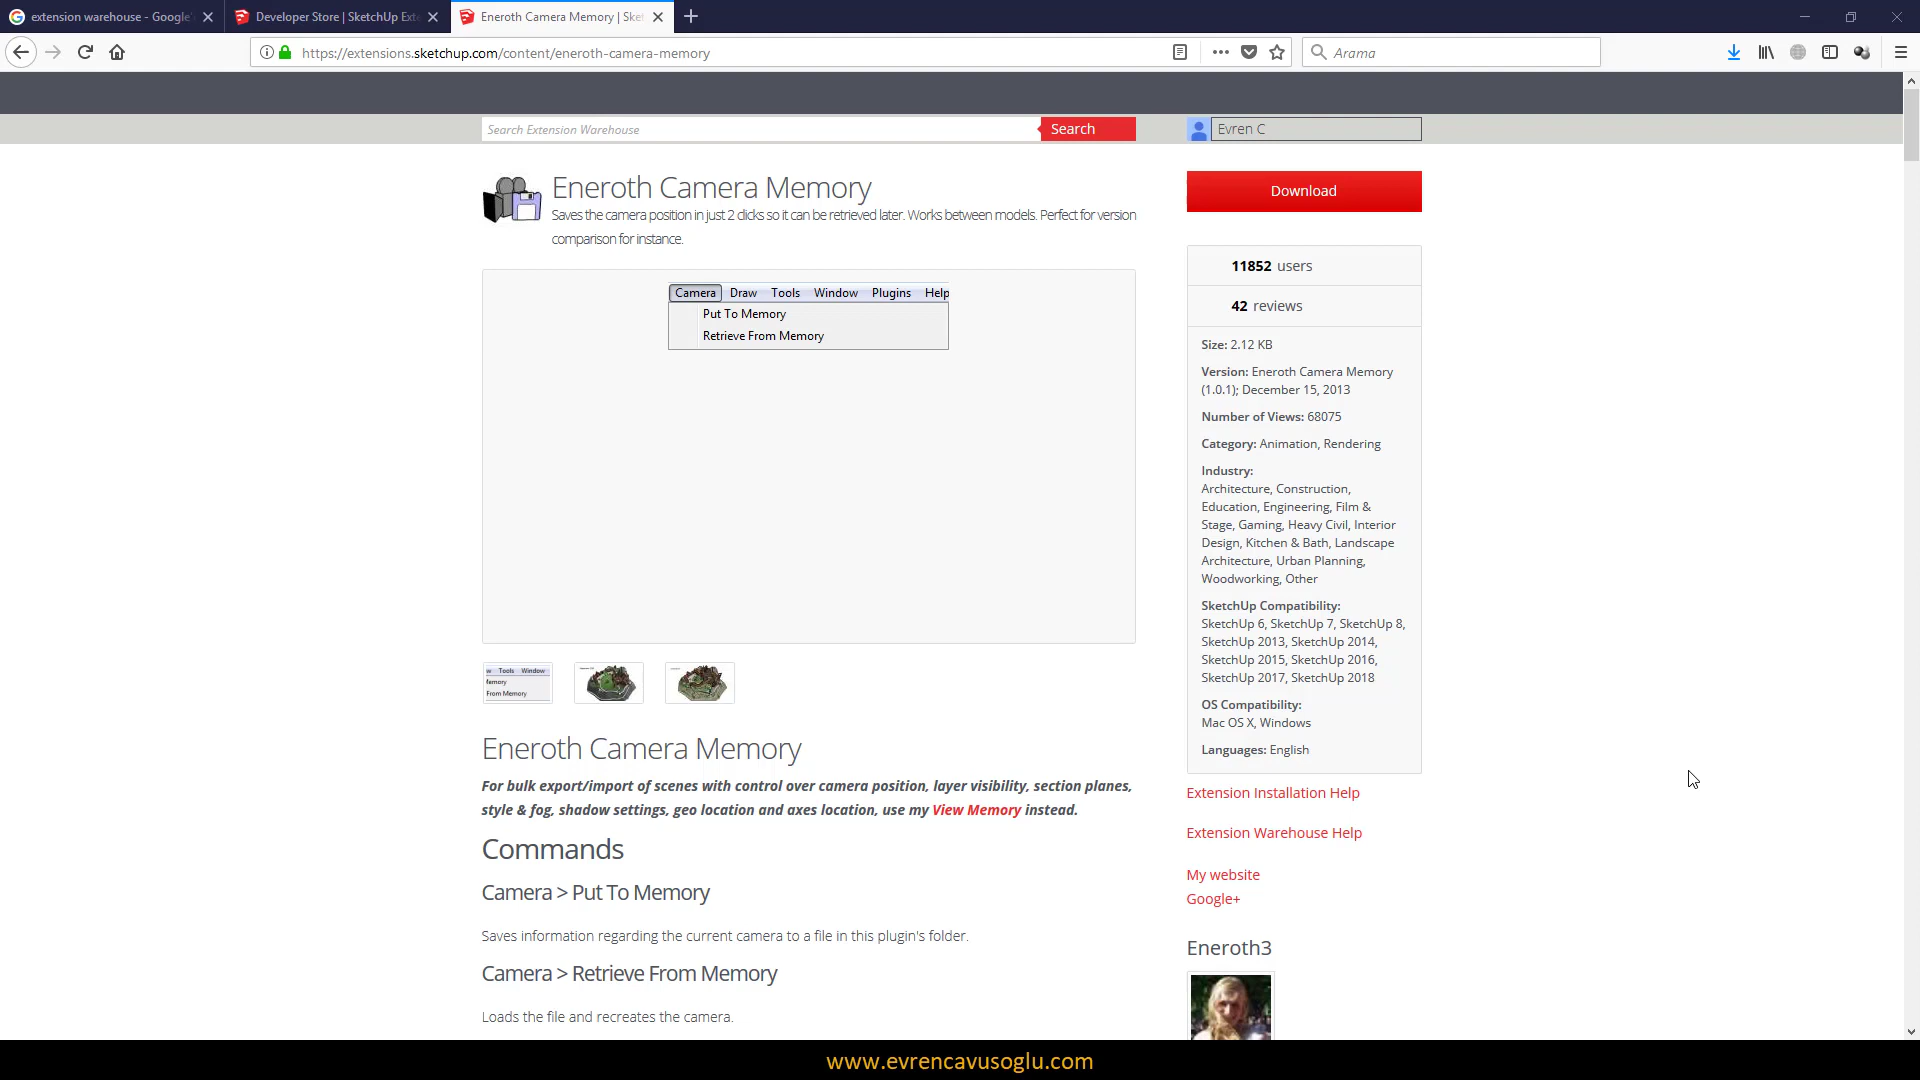 extension warehouse - Google'
Developer Store | SketchUp Exte
Eneroth Camera Memory | Sket
https://extensions.sketchup.com/content/eneroth-camera-memory
Arama
Search Extension Warehouse
Search
Evren C
Eneroth Camera Memory
Saves the camera position in just 2 clicks so it can be retrieved later. Works between models. Perfect for version
comparison for instance.
Download
Camera Draw Tools Window Plugins Help
Put To Memory
Retrieve From Memory
11852 users
42 reviews
Size: 2.12 KB
Version: Eneroth Camera Memory
(1.0.1); December 15, 2013
Number of Views: 68075
Category: Animation, Rendering
Industry:
Architecture, Construction,
Education, Engineering, Film &
Stage, Gaming, Heavy Civil, Interior
Design, Kitchen & Bath, Landscape
Architecture, Urban Planning,
Woodworking, Other
SketchUp Compatibility:
SketchUp 6, SketchUp 7, SketchUp 8,
SketchUp 2013, SketchUp 2014,
SketchUp 2015, SketchUp 2016,
SketchUp 2017, SketchUp 2018
OS Compatibility:
Mac OS X, Windows
Languages: English
w Tools Window
Memory
From Memory
Eneroth Camera Memory
For bulk export/import of scenes with control over camera position, layer visibility, section planes,
style & fog, shadow settings, geo location and axes location, use my View Memory instead.
Commands
Camera > Put To Memory
Saves information regarding the current camera to a file in this plugin's folder.
Camera > Retrieve From Memory
Loads the file and recreates the camera.
Extension Installation Help
Extension Warehouse Help
My website
Google+
Eneroth3
www.evrencavusoglu.com